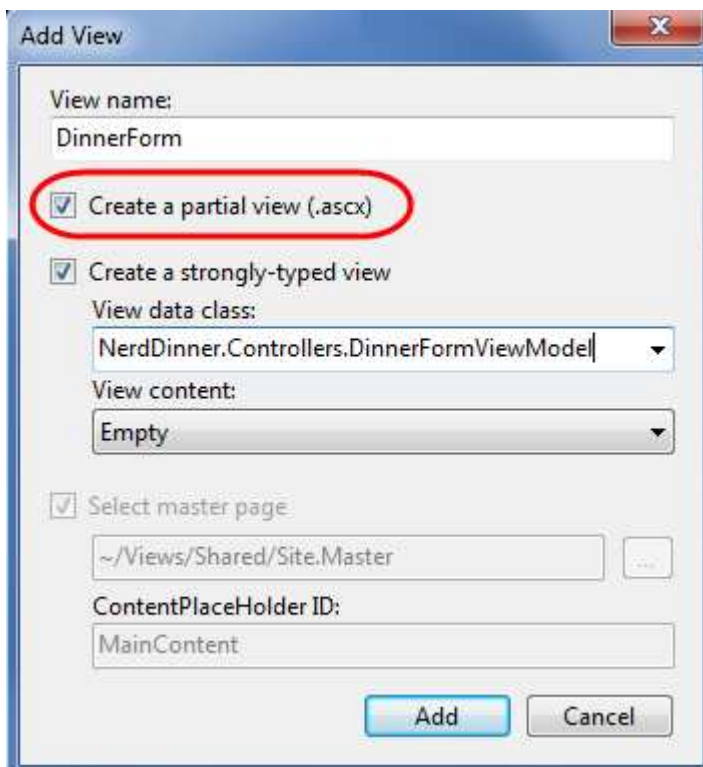 Add View
View name:
DinnerForm
Create a partial view (.ascx)
Create a strongly-typed view
View data class:
NerdDinner.Controllers.DinnerFormViewModel
View content:
Empty
Select master page
~/Views/Shared/Site.Master
...
ContentPlaceHolder ID:
MainContent
Add
Cancel